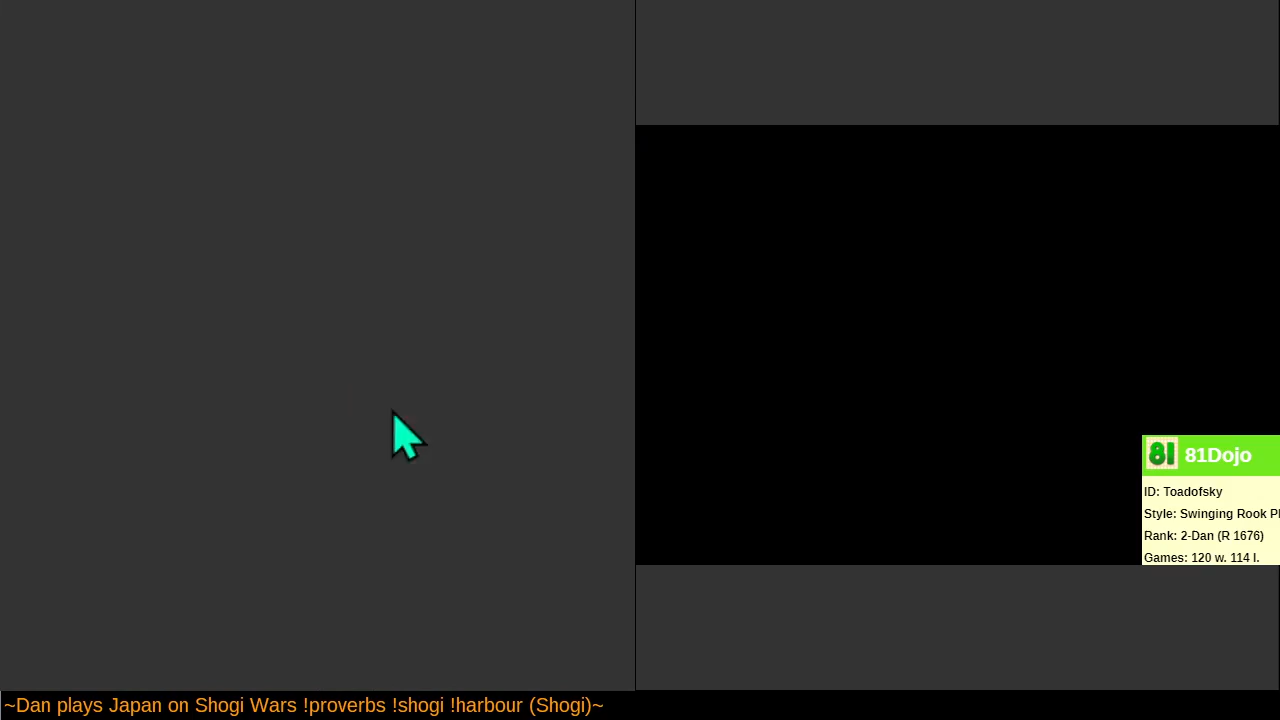 81 81Dojo
ID: Toadofsky
Style: Swinging Rook Pl
Rank: 2-Dan (R 1676)
Games: 120 w. 114 l.
~Dan plays Japan on Shogi Wars !proverbs !shogi !harbour (Shogi)~